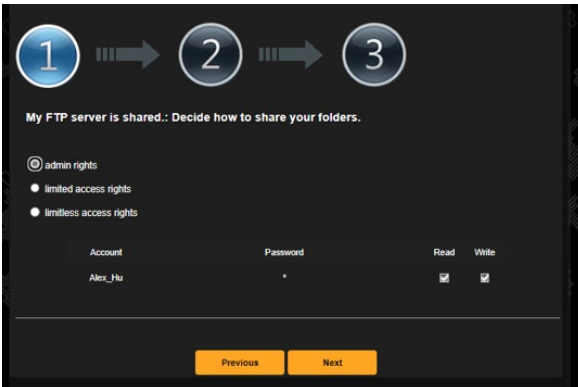 1 2 3
My FTP server is shared.: Decide how to share your folders.
admin rights
limited access rights
limitless access rights
Account Password Read Write
Alex_Hu *
Previous Next